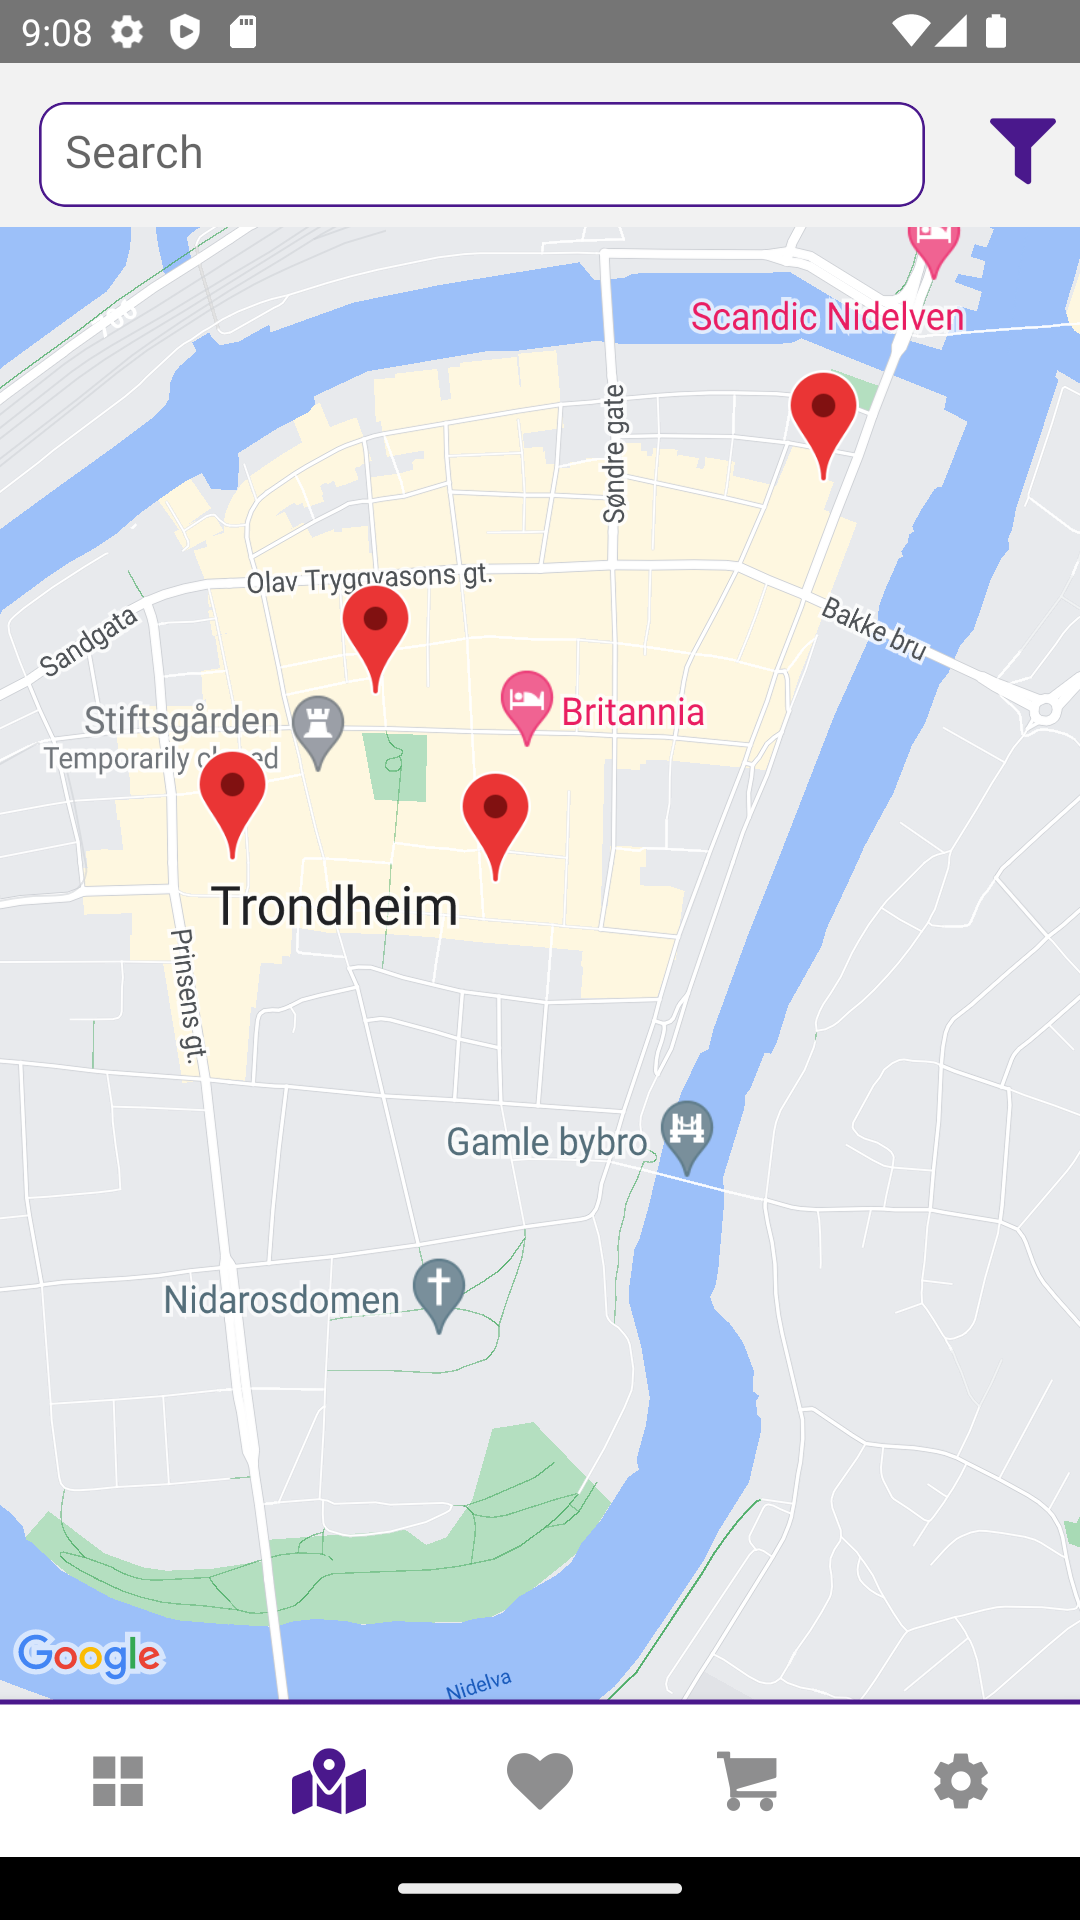 9:08
Search
706
Scandic Nidelven
Søndre gate
Olav Tryggvasons gt.
Bakke bru
Sandgata
Stiftsgården
Temporarily closed
Britannia
Trondheim
Prinsens gt.
Gamle bybro
Nidarosdomen
Google
Nidelva